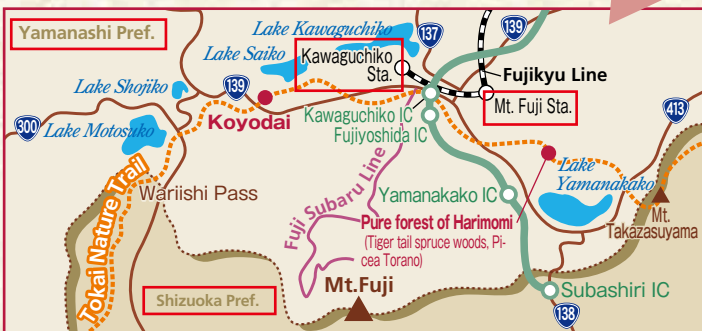 Yamanashi Pref.
Lake Kawaguchiko
137
139
Lake Saiko
Kawaguchiko
Sta.
Fujikyu Line
Lake Shojiko
139
Koyodai
Mt. Fuji Sta.
Kawaguchiko IC
Fujiyoshida IC
413
300
Lake Motosuko
Tokai Nature Trail
Wariishi Pass
Fuji Subaru Line
Yamanakako IC
Lake
Yamanakako
Pure forest of Harimomi
(Tiger tail spruce woods, Pi-
cea Torano)
Mt.
Takazasuyama
Shizuoka Pref.
Mt.Fuji
Subashiri IC
138